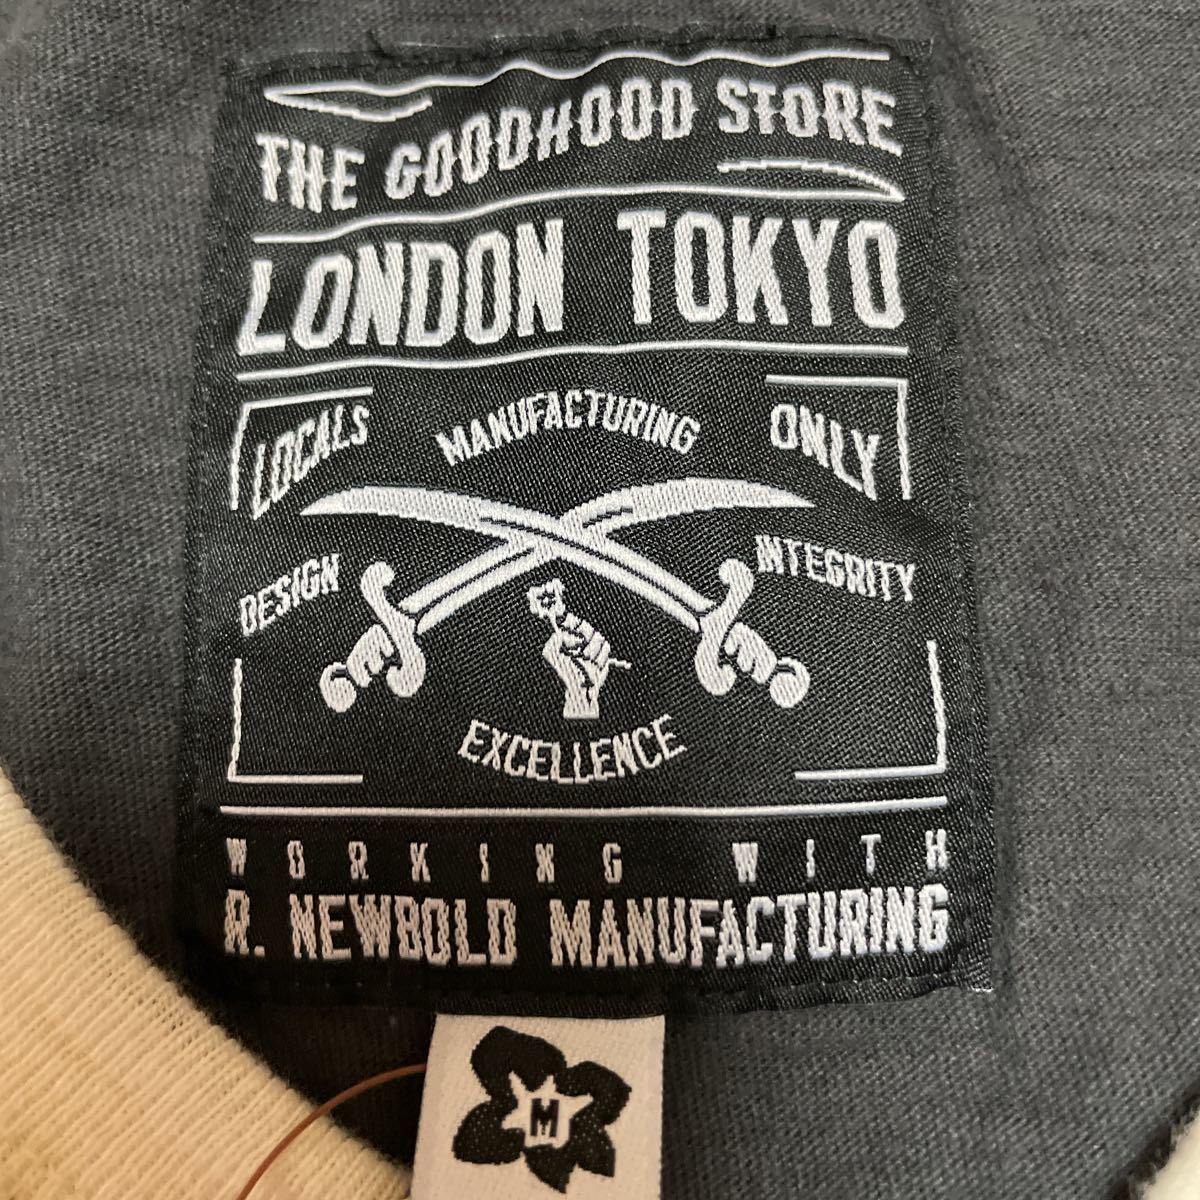 THE GOODHOOD STORE
LONDON TOKYO
LOCALS MANUFACTURING ONLY
DESIGN INTEGRITY
EXCELLENCE
WORKING WITH
R. NEWBOLD MANUFACTURING
M